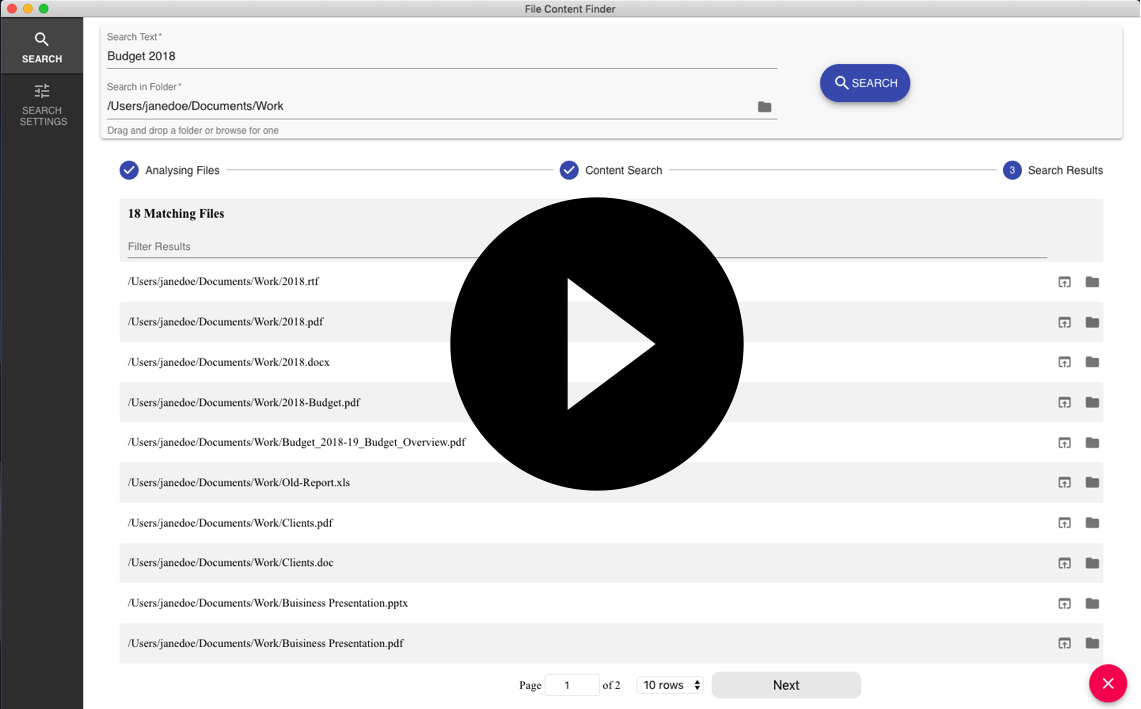 File Content Finder
SEARCH
SEARCH
SETTINGS
Search Text*
Budget 2018
Search in Folder*
/Users/janedoe/Documents/Work
Drag and drop a folder or browse for one
SEARCH
Analysing Files
Content Search
3 Search Results
18 Matching Files
Filter Results
/Users/janedoe/Documents/Work/2018.rtf
/Users/janedoe/Documents/Work/2018.pdf
/Users/janedoe/Documents/Work/2018.docx
/Users/janedoe/Documents/Work/2018-Budget.pdf
/Users/janedoe/Documents/Work/Budget_2018-19_Budget_Overview.pdf
/Users/janedoe/Documents/Work/Old-Report.xls
/Users/janedoe/Documents/Work/Clients.pdf
/Users/janedoe/Documents/Work/Clients.doc
/Users/janedoe/Documents/Work/Buisiness Presentation.pptx
/Users/janedoe/Documents/Work/Buisiness Presentation.pdf
Page 1 of 2 10 rows Next